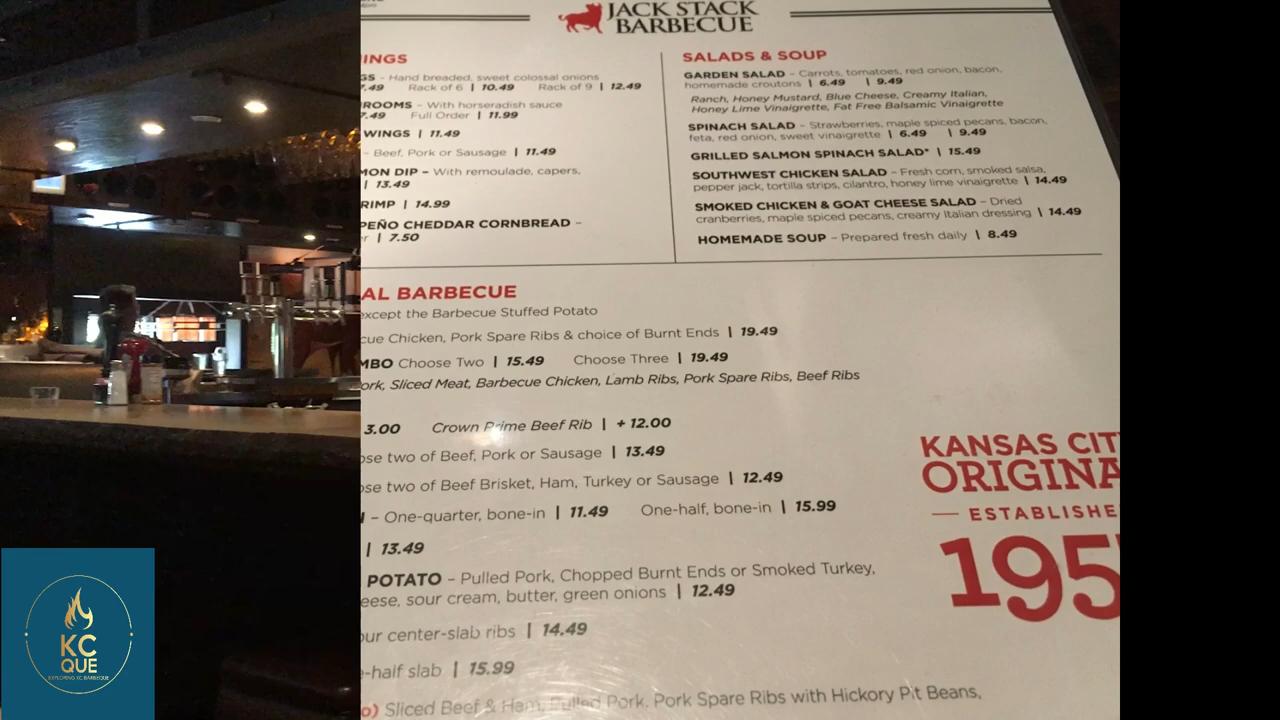 JACK STACK
BARBECUE
INGS
GS – Hand breaded, sweet colossal onions
.49 Rack of 6 | 10.49 Rack of 9 | 12.49
ROOMS – With horseradish sauce
7.49 Full Order | 11.99
WINGS | 11.49
– Beef, Pork or Sausage | 11.49
MON DIP – With remoulade, capers,
| 13.49
RIMP | 14.99
PEÑO CHEDDAR CORNBREAD –
| 7.50
SALADS & SOUP
GARDEN SALAD – Carrots, tomatoes, red onion, bacon,
homemade croutons | 6.49 | 9.49
Ranch, Honey Mustard, Blue Cheese, Creamy Italian,
Honey Lime Vinaigrette, Fat Free Balsamic Vinaigrette
SPINACH SALAD – Strawberries, maple spiced pecans, bacon,
feta, red onion, sweet vinaigrette | 6.49 | 9.49
GRILLED SALMON SPINACH SALAD* | 15.49
SOUTHWEST CHICKEN SALAD – Fresh corn, smoked salsa,
pepper jack, tortilla strips, cilantro, honey lime vinaigrette | 14.49
SMOKED CHICKEN & GOAT CHEESE SALAD – Dried
cranberries, maple spiced pecans, creamy Italian dressing | 14.49
HOMEMADE SOUP – Prepared fresh daily | 8.49
AL BARBECUE
except the Barbecue Stuffed Potato
cue Chicken, Pork Spare Ribs & choice of Burnt Ends | 19.49
MBO Choose Two | 15.49 Choose Three | 19.49
ork, Sliced Meat, Barbecue Chicken, Lamb Ribs, Pork Spare Ribs, Beef Ribs
3.00 Crown Prime Beef Rib | + 12.00
ose two of Beef, Pork or Sausage | 13.49
ose two of Beef Brisket, Ham, Turkey or Sausage | 12.49
– One-quarter, bone-in | 11.49 One-half, bone-in | 15.99
| 13.49
POTATO – Pulled Pork, Chopped Burnt Ends or Smoked Turkey,
eese, sour cream, butter, green onions | 12.49
our center-slab ribs | 14.49
-half slab | 15.99
o) Sliced Beef & Ham, Pulled Pork, Pork Spare Ribs with Hickory Pit Beans,
KANSAS CIT
ORIGINA
— ESTABLISHE
195
KC
QUE
EXPLORING KC BARBECUE